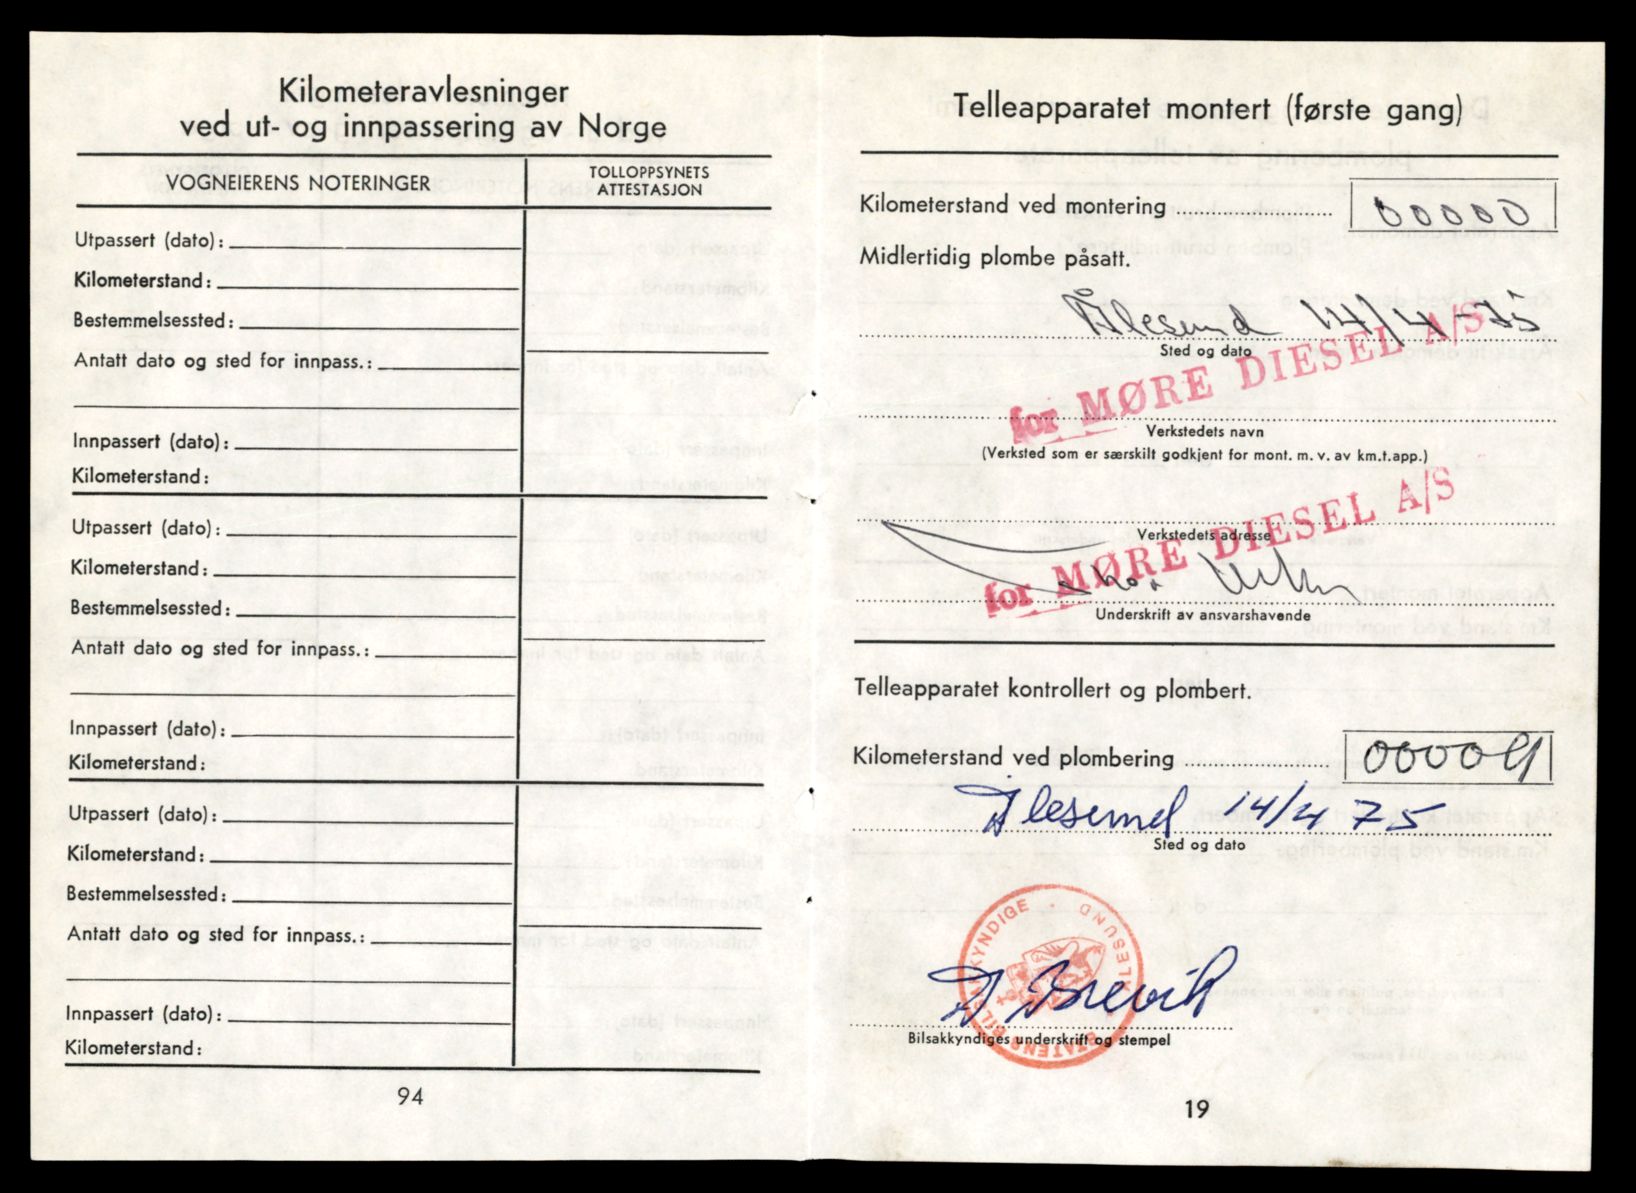 Kilometeravlesninger
ved ut- og innpassering av Norge
VOGNEIERENS NOTERINGER
TOLLOPPSYNETS
ATTESTASJON
Utpassert (dato):
Kilometerstand:
Bestemmelsessted:
Antatt dato og sted for innpass.:
Innpassert (dato):
Kilometerstand:
Utpassert (dato):
Kilometerstand:
Bestemmelsessted:
Antatt dato og sted for innpass.:
Innpassert (dato):
Kilometerstand:
Utpassert (dato):
Kilometerstand:
Bestemmelsessted:
Antatt dato og sted for innpass.:
Innpassert (dato):
Kilometerstand:
94
Telleapparatet montert (første gang)
Kilometerstand ved montering 00000
Midlertidig plombe påsatt.
Ålesund 14/4-75
Sted og dato
for MØRE DIESEL A/S
Verkstedets navn
(Verksted som er særskilt godkjent for mont. m. v. av km.t.app.)
Verkstedets adresse
for MØRE DIESEL A/S
Underskrift av ansvarshavende
Telleapparatet kontrollert og plombert.
Kilometerstand ved plombering 00009
Ålesund 14/4 75
Sted og dato
STATENS BILSAKKYNDIGE · ÅLESUND
Brevik
Bilsakkyndiges underskrift og stempel
19